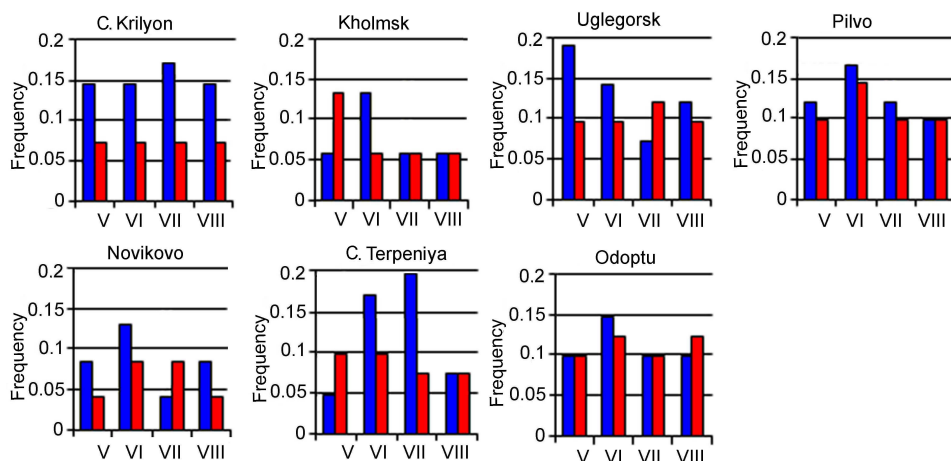 C. Krilyon
Frequency
0.2
0.15
0.1
0.05
0
V VI VII VIII
Kholmsk
Frequency
0.2
0.15
0.1
0.05
0
V VI VII VIII
Uglegorsk
Frequency
0.2
0.15
0.1
0.05
0
V VI VII VIII
Pilvo
Frequency
0.2
0.15
0.1
0.05
0
V VI VII VIII
Novikovo
Frequency
0.2
0.15
0.1
0.05
0
V VI VII VIII
C. Terpeniya
Frequency
0.2
0.15
0.1
0.05
0
V VI VII VIII
Odoptu
Frequency
0.2
0.15
0.1
0.05
0
V VI VII VIII